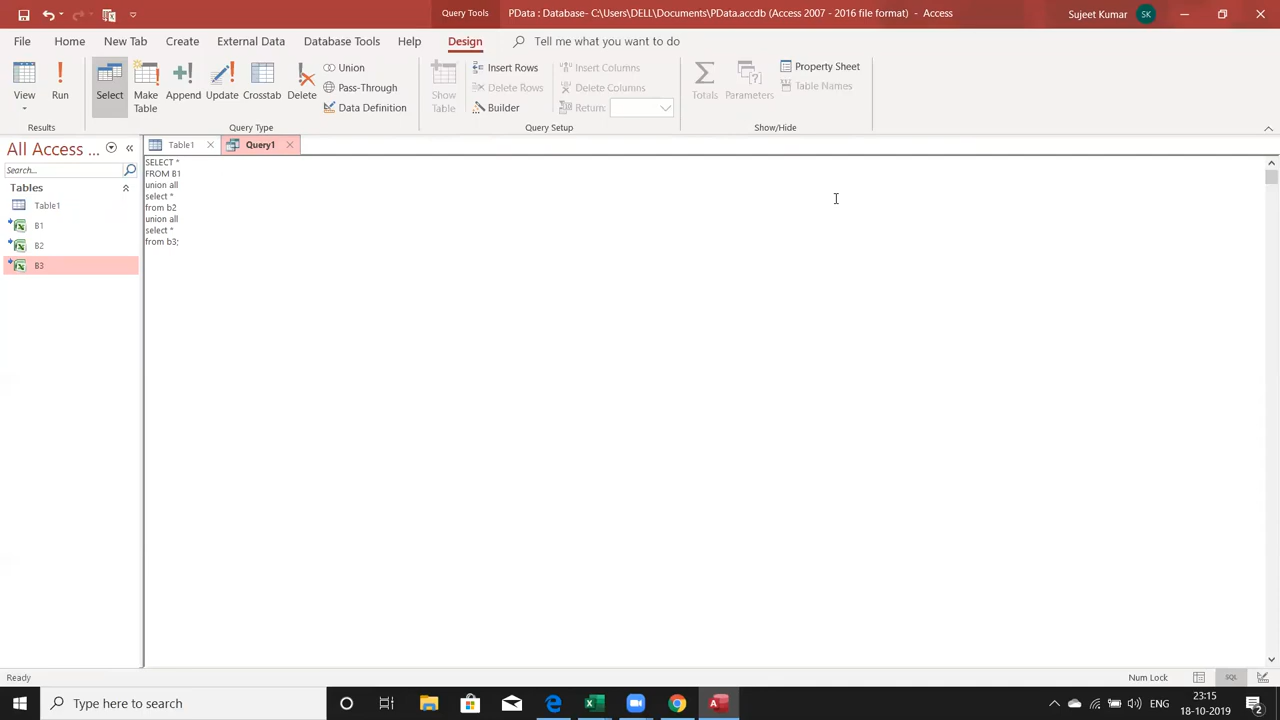 Query Tools
PData : Database- C:\Users\DELL\Documents\PData.accdb (Access 2007 - 2016 file format) - Access
Sujeet Kumar SK
File Home New Tab Create External Data Database Tools Help Design Tell me what you want to do
View
Run
Results
Select
Make Table
Append
Update
Crosstab
Delete
Union
Pass-Through
Data Definition
Query Type
Show Table
Insert Rows
Delete Rows
Builder
Insert Columns
Delete Columns
Return:
Query Setup
Totals
Parameters
Property Sheet
Table Names
Show/Hide
All Access ...
Search...
Tables
Table1
B1
B2
B3
Table1
Query1
SELECT *
FROM B1
union all
select *
from b2
union all
select *
from b3;
Ready
Num Lock
SQL
Type here to search
ENG
23:15
18-10-2019
2